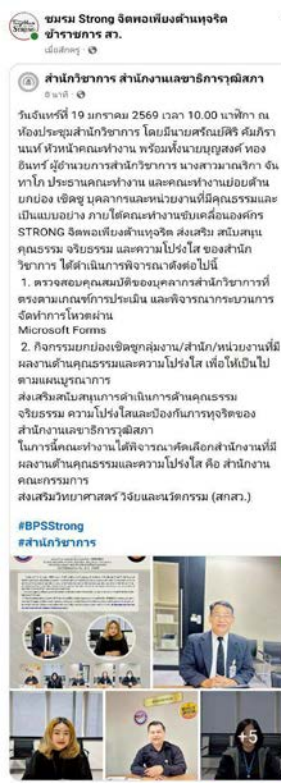 ชมรม Strong จิตพอเพียงต้านทุจริต
ข้าราชการ สว.
เมื่อสักครู่ ·
สำนักวิชาการ สำนักงานเลขาธิการวุฒิสภา
8 นาที ·
วันจันทร์ที่ 19 มกราคม 2569 เวลา 10.00 นาฬิกา ณ
ห้องประชุมสำนักวิชาการ โดยมีนายศรัณย์ศิริ คัมภิรา
นนท์ หัวหน้าคณะทำงาน พร้อมทั้งนายบุญสงค์ ทอง
อินทร์ ผู้อำนวยการสำนักวิชาการ นางสาวมาณริกา จัน
ทาโภ ประธานคณะทำงาน และคณะทำงานย่อยด้าน
ยกย่อง เชิดชู บุคลากรและหน่วยงานที่มีคุณธรรมและ
เป็นแบบอย่าง ภายใต้คณะทำงานขับเคลื่อนองค์กร
STRONG จิตพอเพียงต้านทุจริต ส่งเสริม สนับสนุน
คุณธรรม จริยธรรม และความโปร่งใส ของสำนัก
วิชาการ ได้ดำเนินการพิจารณาดังต่อไปนี้
1. ตรวจสอบคุณสมบัติของบุคลากรสำนักวิชาการที่
ตรงตามเกณฑ์การประเมิน และพิจารณากระบวนการ
จัดทำการโหวตผ่าน
Microsoft Forms
2. กิจกรรมยกย่องเชิดชูกลุ่มงาน/สำนัก/หน่วยงานที่มี
ผลงานด้านคุณธรรมและความโปร่งใส เพื่อให้เป็นไป
ตามแผนบูรณาการ
ส่งเสริมสนับสนุนการดำเนินการด้านคุณธรรม
จริยธรรม ความโปร่งใสและป้องกันการทุจริตของ
สำนักงานเลขาธิการวุฒิสภา
ในการนี้คณะทำงานได้พิจารณาคัดเลือกสำนักงานที่มี
ผลงานด้านคุณธรรมและความโปร่งใส คือ สำนักงาน
คณะกรรมการ
ส่งเสริมวิทยาศาสตร์ วิจัยและนวัตกรรม (สกสว.)
#BPSStrong
#สำนักวิชาการ
+5